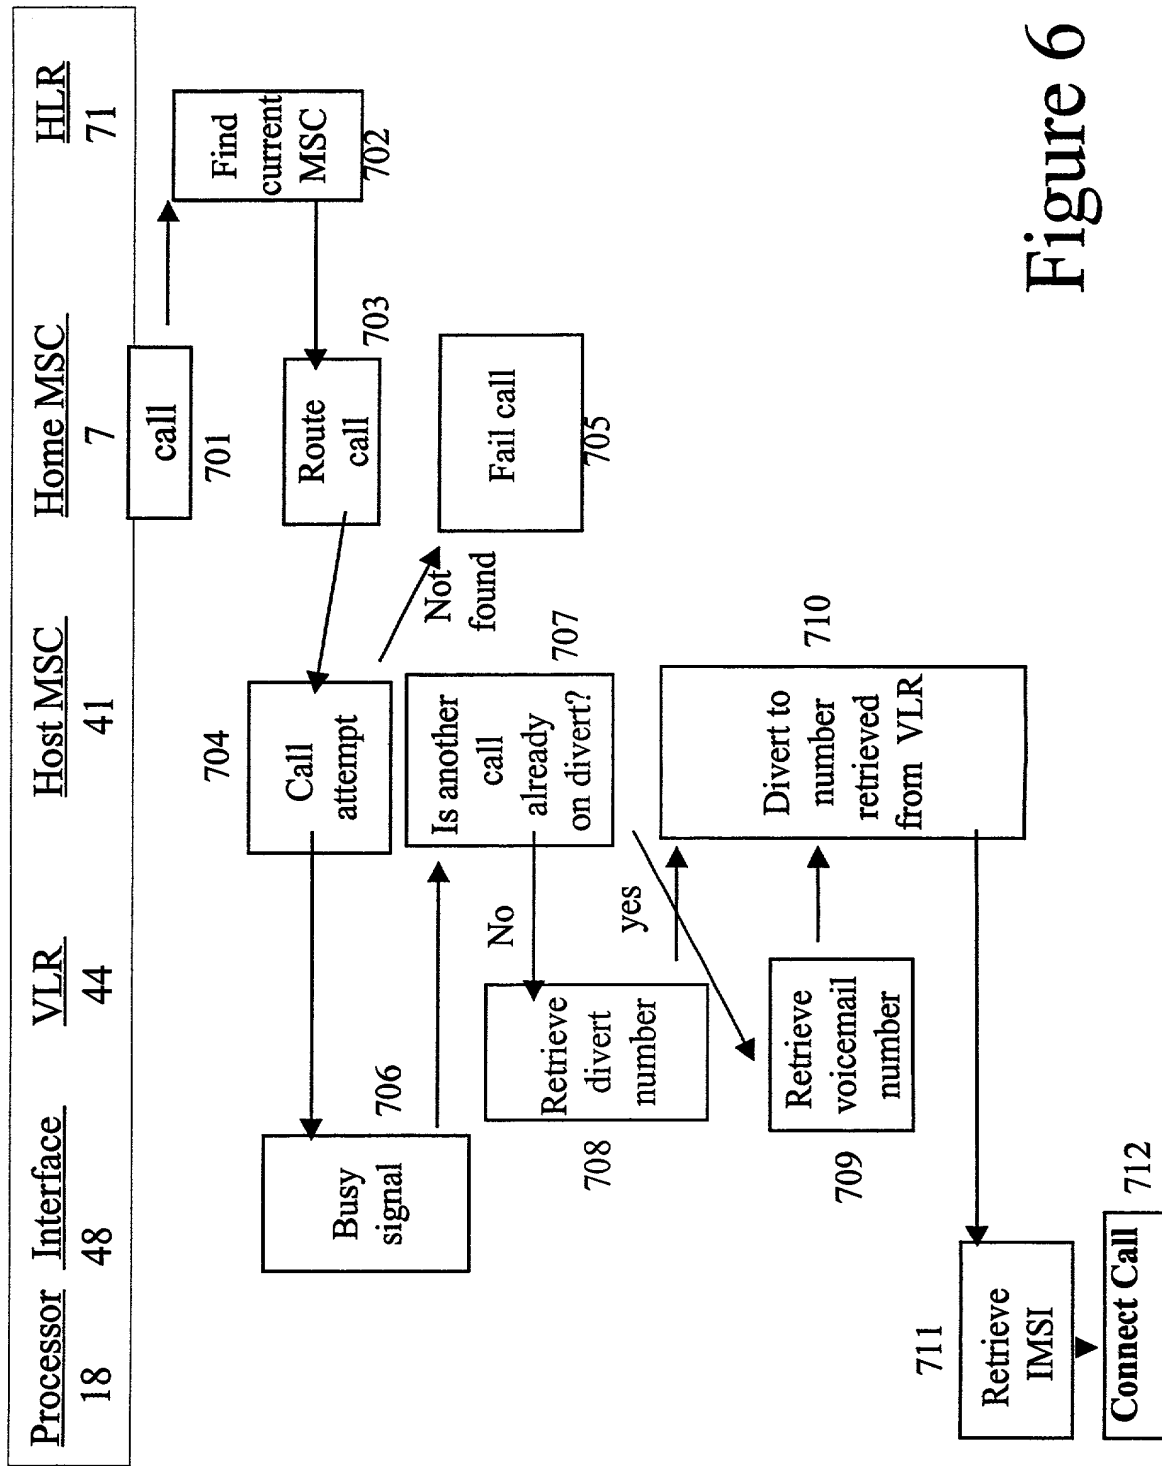 Processor Interface VLR Host MSC Home MSC HLR
18 48 44 41 7 71
call
701
Find
current
MSC
702
Route
call
703
704
Call
attempt
Not
found
Fail call
705
Busy
signal
706
Is another
call
already
on divert?
707
No
yes
Retrieve
divert
number
708
Retrieve
voicemail
number
709
Divert to
number
retrieved
from VLR
710
711
Retrieve
IMSI
Connect Call
712
Figure 6